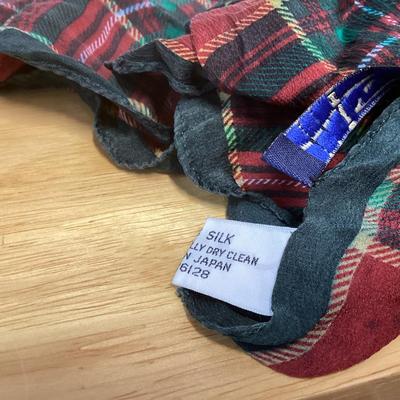 SILK
LLY DRY CLEAN
N JAPAN
6128